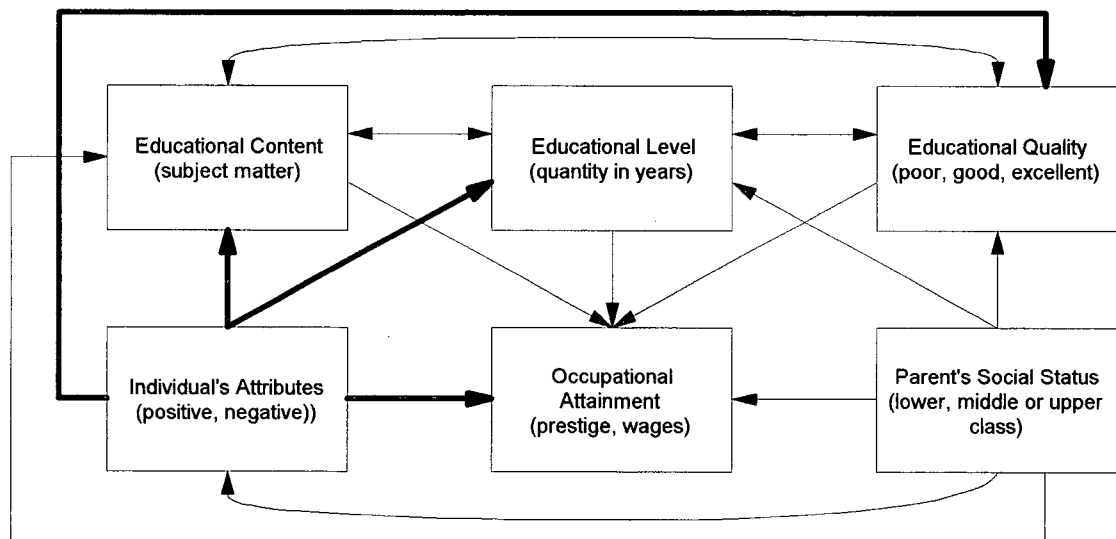 Educational Content
(subject matter)
Educational Level
(quantity in years)
Educational Quality
(poor, good, excellent)
Individual's Attributes
(positive, negative))
Occupational
Attainment
(prestige, wages)
Parent's Social Status
(lower, middle or upper
class)